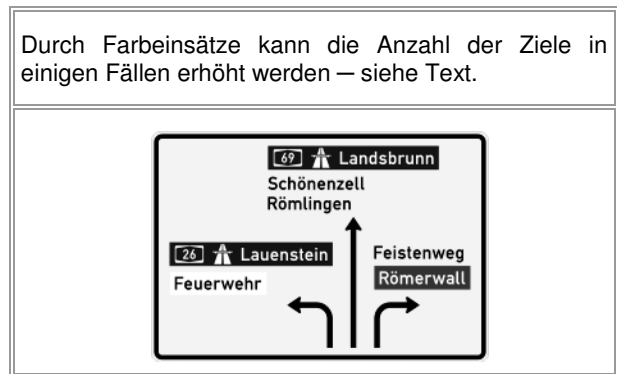 Durch Farbeinsätze kann die Anzahl der Ziele in
einigen Fällen erhöht werden — siehe Text.
69 Landsbrunn
Schönenzell
Römlingen
26 Lauenstein
Feuerwehr
Feistenweg
Römerwall